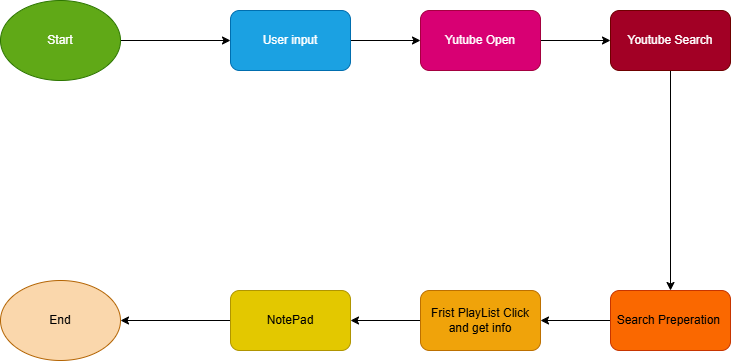 Start
User input
Yutube Open
Youtube Search
Search Preperation
Frist PlayList Click
and get info
NotePad
End